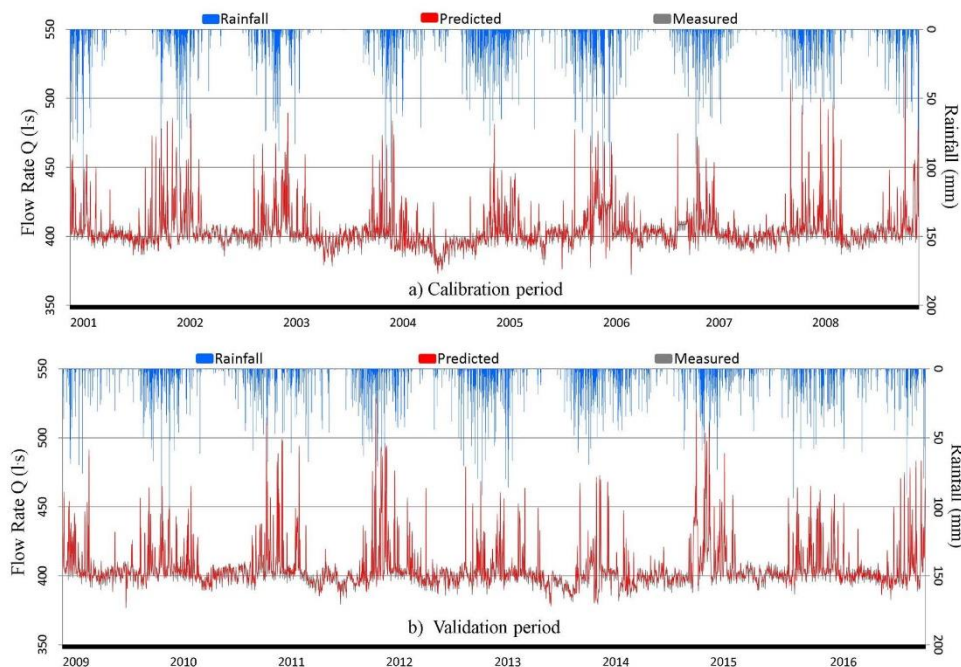 Rainfall Predicted Measured
550 0
500 50
450 100
400 150
350 200
Flow Rate Q (l·s)
Rainfall (mm)
a) Calibration period
2001 2002 2003 2004 2005 2006 2007 2008
Rainfall Predicted Measured
550 0
500 50
450 100
400 150
350 200
Flow Rate Q (l·s)
Rainfall (mm)
b) Validation period
2009 2010 2011 2012 2013 2014 2015 2016